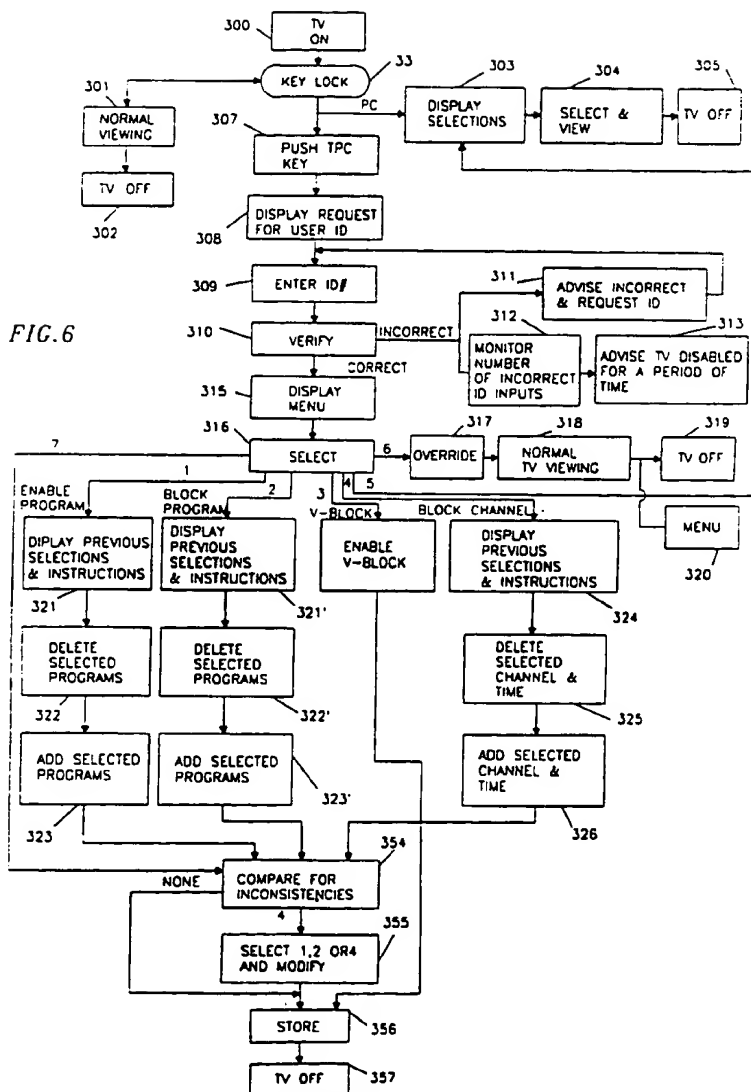 300
TV
ON
KEY LOCK
33
301
NORMAL
VIEWING
TV OFF
302
PC
303
DISPLAY
SELECTIONS
304
SELECT &
VIEW
305
TV OFF
307
PUSH TPC
KEY
308
DISPLAY REQUEST
FOR USER ID
309
ENTER ID#
310
VERIFY
INCORRECT
CORRECT
311
ADVISE INCORRECT
& REQUEST ID
312
MONITOR
NUMBER
OF INCORRECT
ID INPUTS
313
ADVISE TV DISABLED
FOR A PERIOD OF
TIME
FIG.6
315
DISPLAY
MENU
316
SELECT
7
1
2
3
4
5
6
317
OVERRIDE
318
NORMAL
TV VIEWING
319
TV OFF
MENU
320
ENABLE
PROGRAM
DIPLAY PREVIOUS
SELECTIONS
& INSTRUCTIONS
321
DELETE
SELECTED
PROGRAMS
322
ADD SELECTED
PROGRAMS
323
BLOCK
PROGRAM
DISPLAY
PREVIOUS
SELECTIONS
& INSTRUCTIONS
321'
DELETE
SELECTED
PROGRAMS
322'
ADD SELECTED
PROGRAMS
323'
V-BLOCK
ENABLE
V-BLOCK
BLOCK CHANNEL
DISPLAY
PREVIOUS
SELECTIONS
& INSTRUCTIONS
324
DELETE
SELECTED
CHANNEL &
TIME
325
ADD SELECTED
CHANNEL &
TIME
326
354
COMPARE FOR
INCONSISTENCIES
NONE
4
355
SELECT 1,2 OR4
AND MODIFY
STORE
356
TV OFF
357